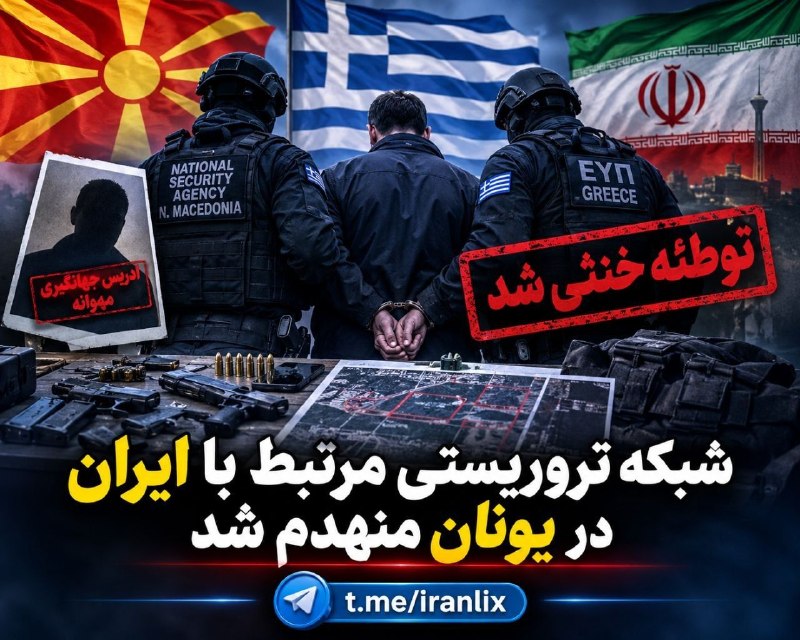 NATIONAL
SECURITY
AGENCY
N. MACEDONIA
ΕΥΠ
GREECE
ادریس جهانگیری
مهوانه
توطئه خنثی شد
شبکه تروریستی مرتبط با ایران
در یونان منهدم شد
t.me/iranlix